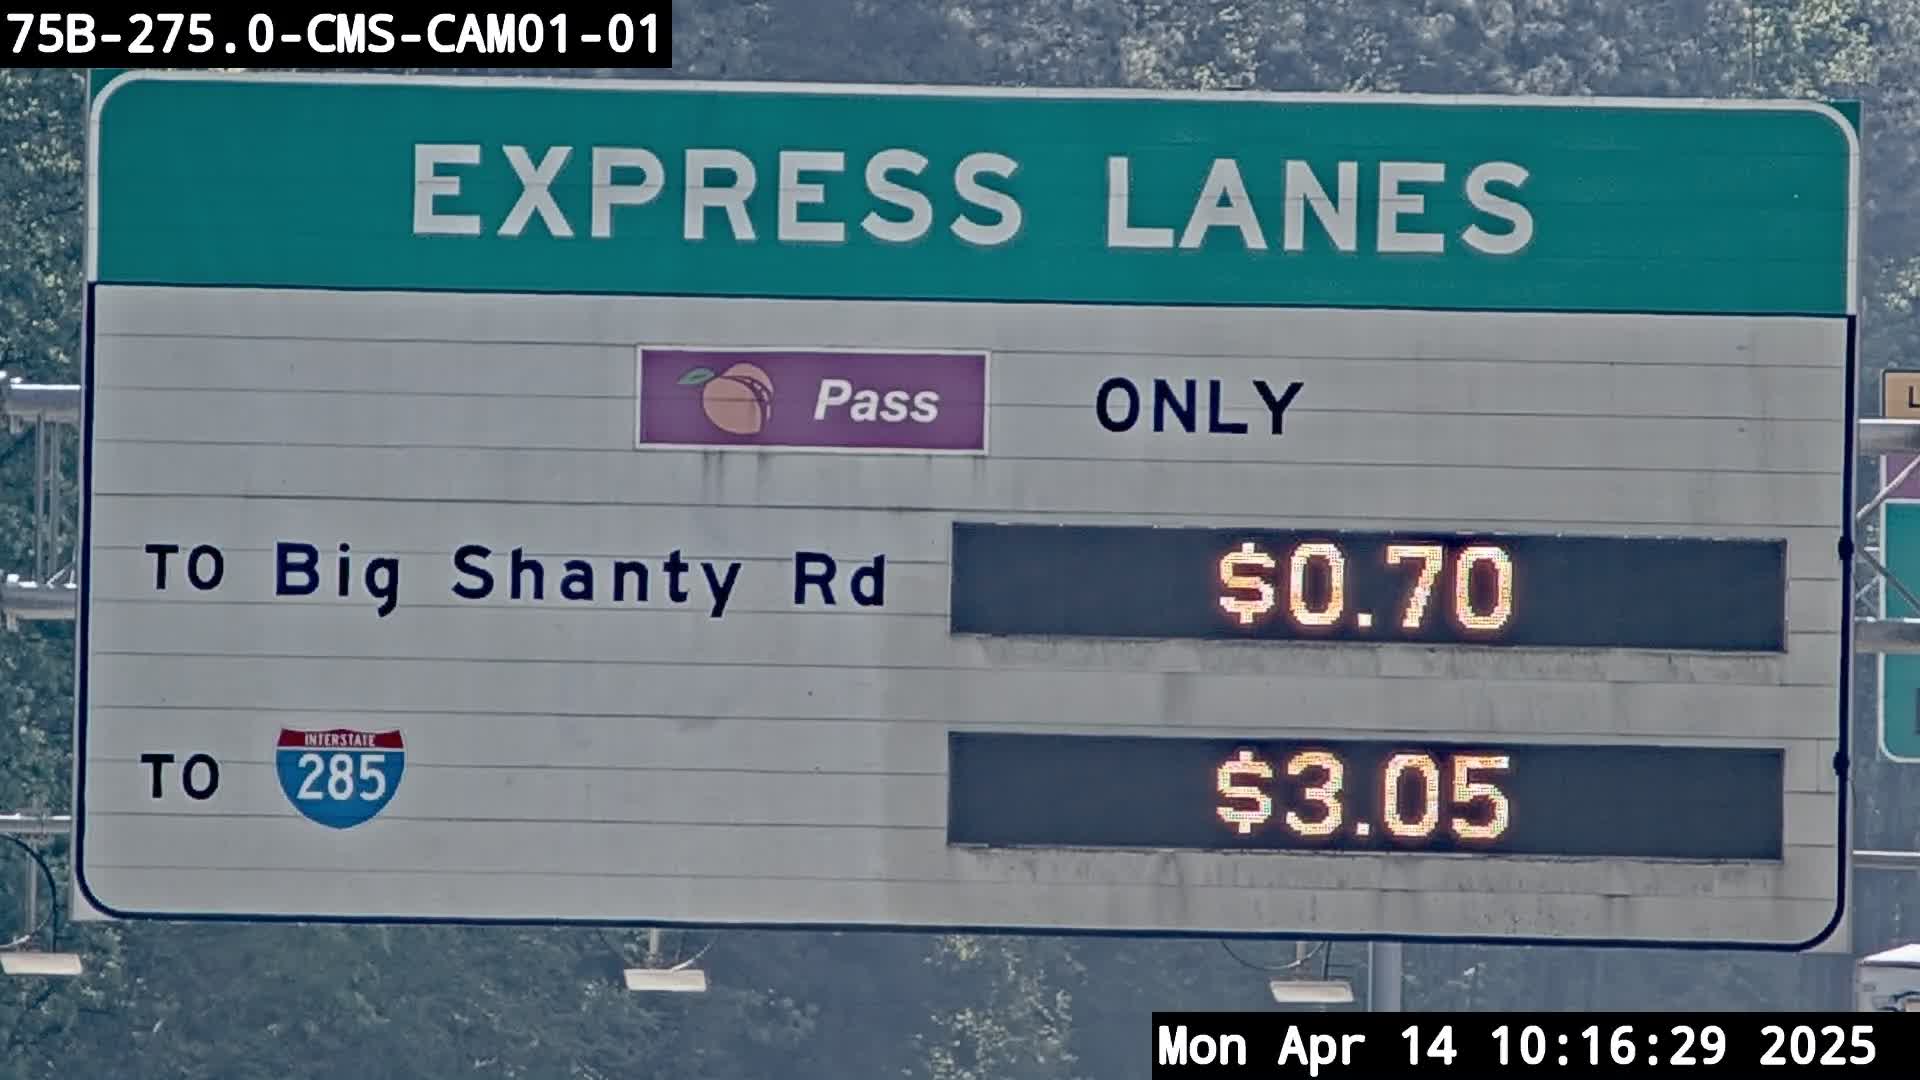 75B-275.0-CMS-CAM01-01
EXPRESS LANES
Pass ONLY
TO Big Shanty Rd $0.70
TO INTERSTATE 285 $3.05
Mon Apr 14 10:16:29 2025